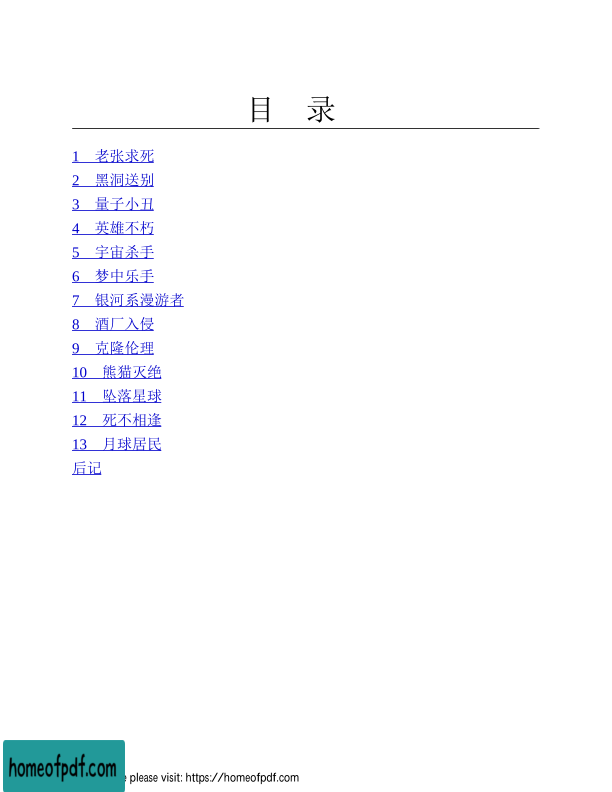 目 录
1 老张求死
2 黑洞送别
3 量子小丑
4 英雄不朽
5 宇宙杀手
6 梦中乐手
7 银河系漫游者
8 酒厂入侵
9 克隆伦理
10 熊猫灭绝
11 坠落星球
12 死不相逢
13 月球居民
后记
homeofpdf.com
please visit: https://homeofpdf.com